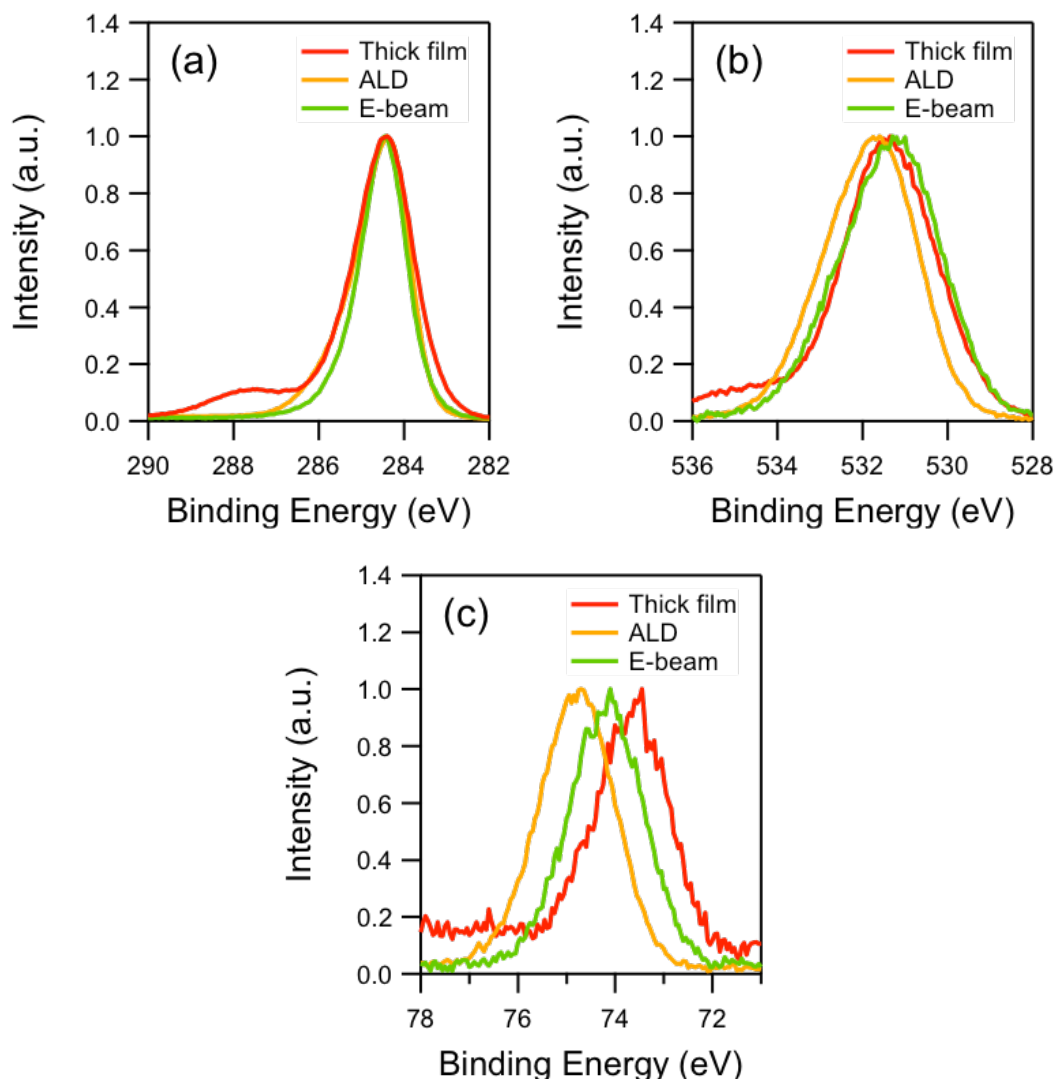 (a)
Thick film
ALD
E-beam
1.4
1.2
1.0
0.8
0.6
0.4
0.2
0.0
Intensity (a.u.)
290 288 286 284 282
Binding Energy (eV)
(b)
Thick film
ALD
E-beam
1.4
1.2
1.0
0.8
0.6
0.4
0.2
0.0
Intensity (a.u.)
536 534 532 530 528
Binding Energy (eV)
(c)
Thick film
ALD
E-beam
1.4
1.2
1.0
0.8
0.6
0.4
0.2
0.0
Intensity (a.u.)
78 76 74 72
Binding Energy (eV)